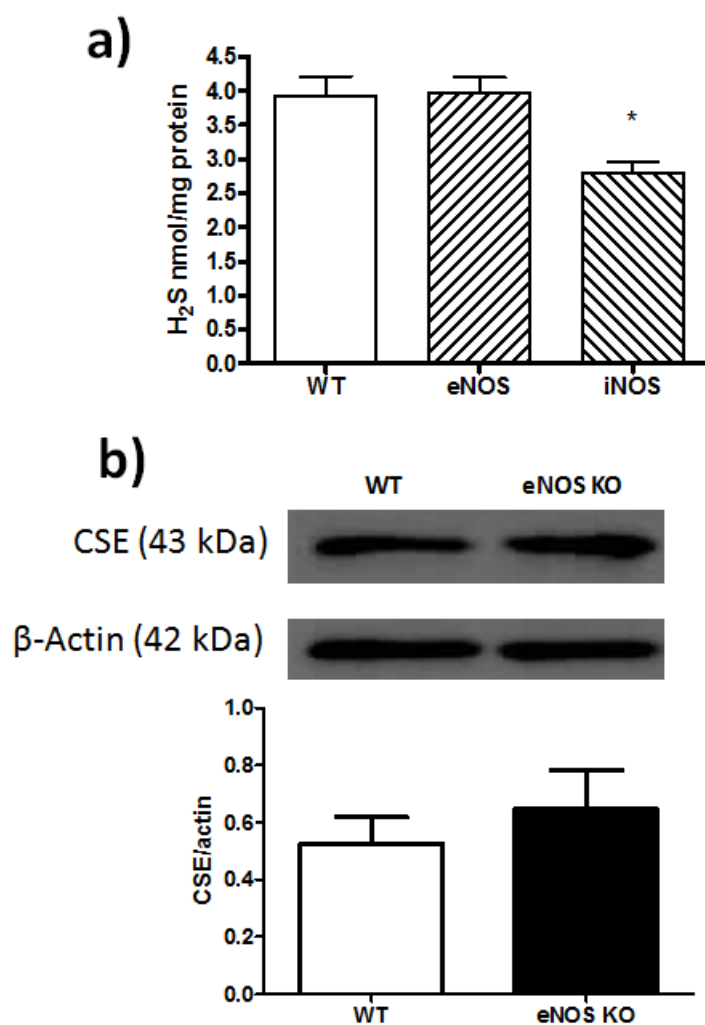 a)
H₂S nmol/mg protein
4.5
4.0
3.5
3.0
2.5
2.0
1.5
1.0
0.5
0.0
*
WT eNOS iNOS
b)
WT eNOS KO
CSE (43 kDa)
β-Actin (42 kDa)
CSE/actin
1.0
0.8
0.6
0.4
0.2
0.0
WT eNOS KO